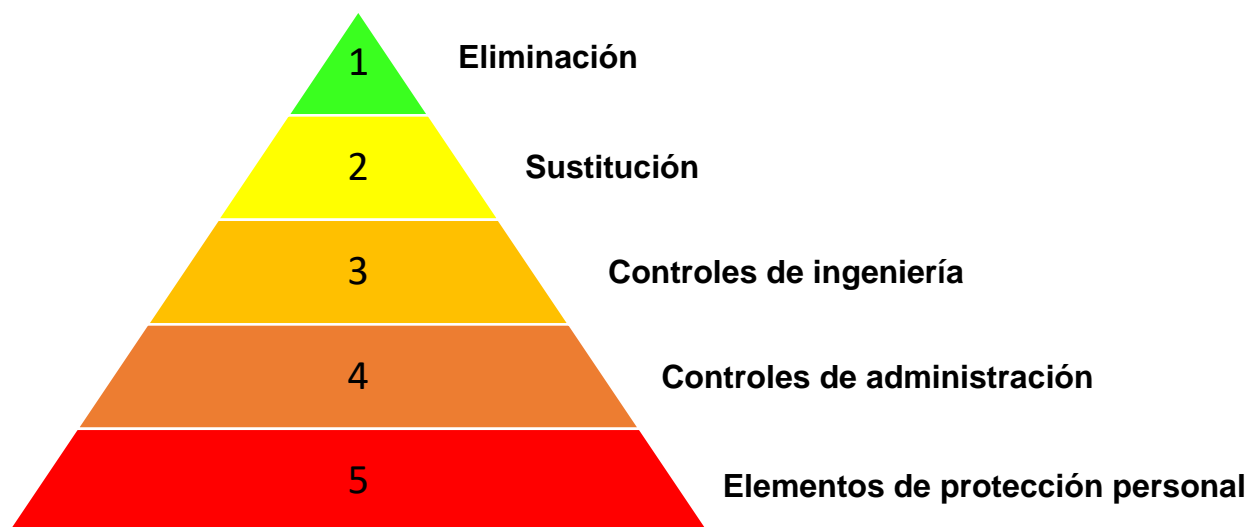 1 Eliminación
2 Sustitución
3 Controles de ingeniería
4 Controles de administración
5 Elementos de protección personal